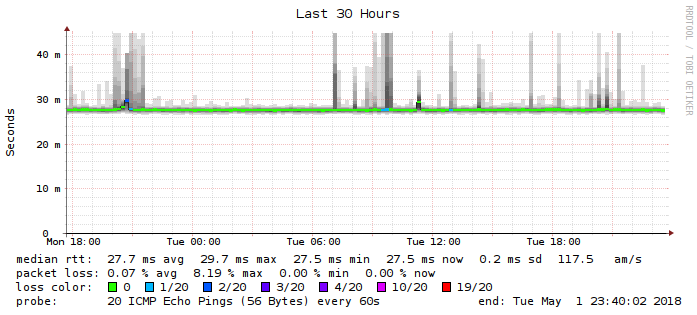 Last 30 Hours
RRDTOOL / TOBI OETIKER
Seconds
40 m
30 m
20 m
10 m
0
Mon 18:00 Tue 00:00 Tue 06:00 Tue 12:00 Tue 18:00
median rtt: 27.7 ms avg 29.7 ms max 27.5 ms min 27.5 ms now 0.2 ms sd 117.5 am/s
packet loss: 0.07 % avg 8.19 % max 0.00 % min 0.00 % now
loss color: 0 1/20 2/20 3/20 4/20 10/20 19/20
probe: 20 ICMP Echo Pings (56 Bytes) every 60s end: Tue May 1 23:40:02 2018